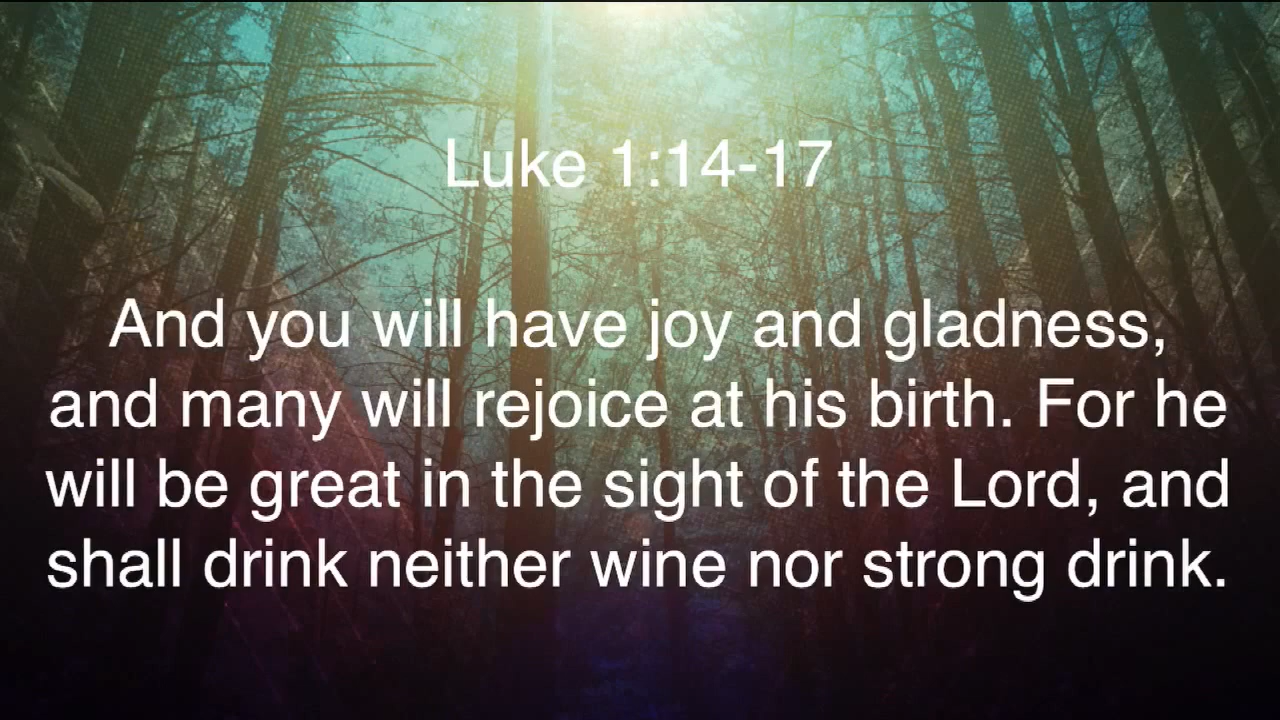 Luke 1:14-17
And you will have joy and gladness,
and many will rejoice at his birth. For he
will be great in the sight of the Lord, and
shall drink neither wine nor strong drink.